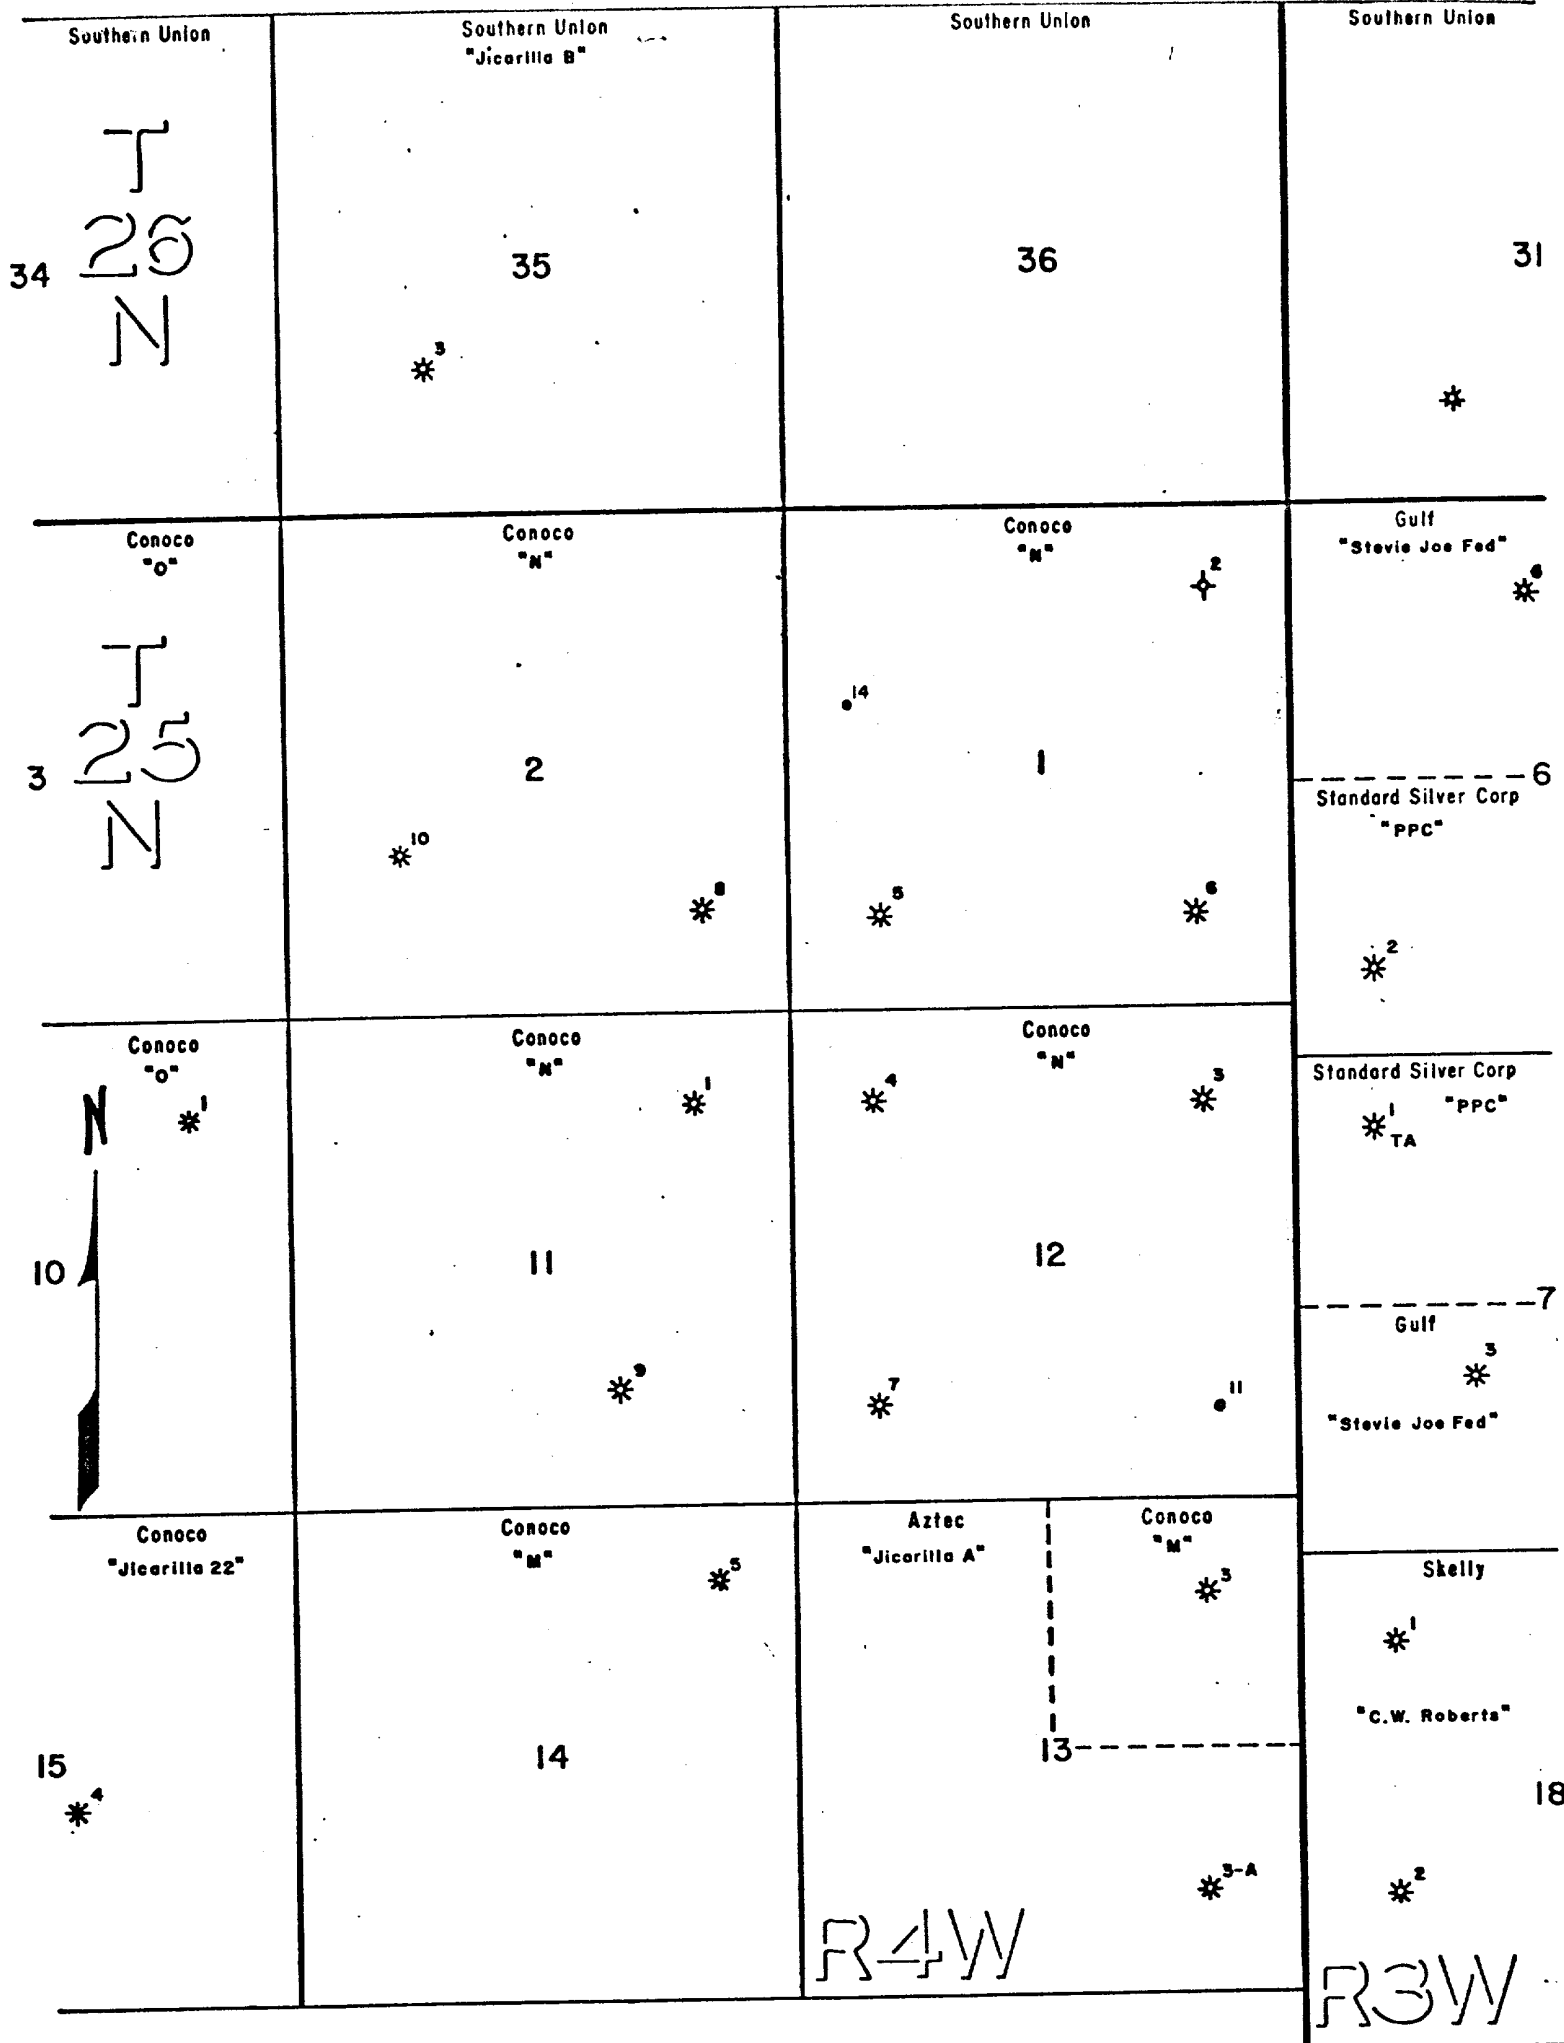 Southern Union
Southern Union
"Jicarilla B"
Southern Union
Southern Union
T
26
N
34
35
36
31
3
Conoco
"O"
Conoco
"N"
Conoco
"N"
Gulf
"Stevie Joe Fed"
2
6
14
T
25
N
3
2
1
6
Standard Silver Corp
"PPC"
10
8
5
6
2
Conoco
"O"
Conoco
"N"
Conoco
"N"
Standard Silver Corp
"PPC"
N
1
1
4
3
1
TA
10
11
12
7
Gulf
3
9
7
11
"Stevie Joe Fed"
Conoco
"Jicarilla 22"
Conoco
"M"
Aztec
"Jicarilla A"
Conoco
"M"
Skelly
5
3
1
"C.W. Roberts"
15
14
13
18
4
3-A
2
R4W
R3W